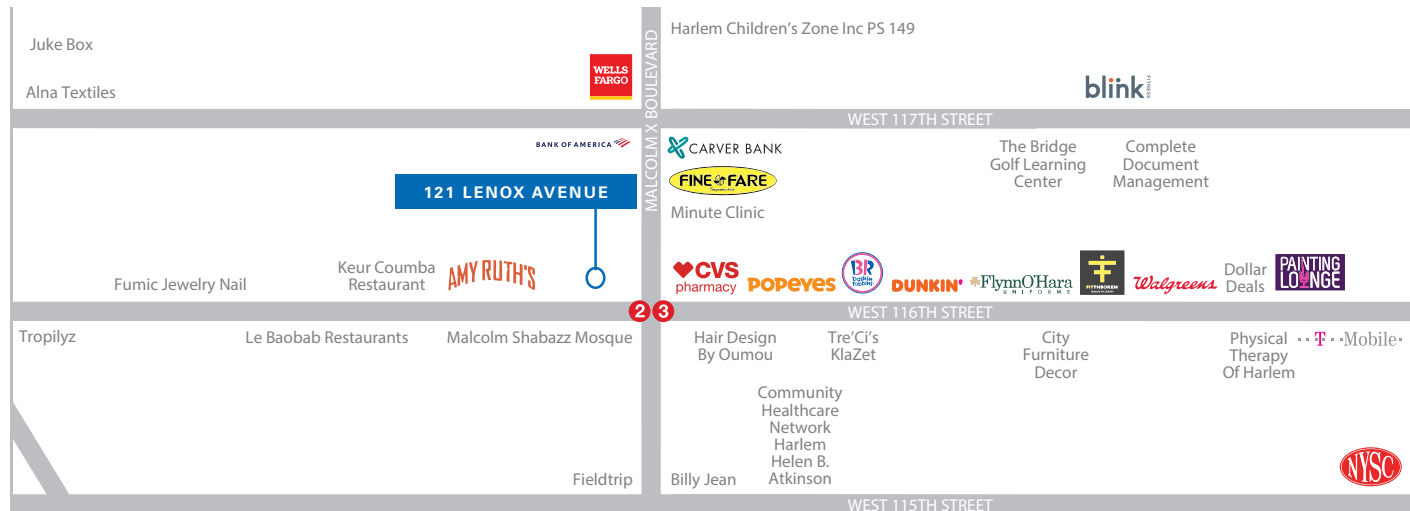 Juke Box
Alna Textiles
WELLS
FARGO
MALCOLM X BOULEVARD
Harlem Children’s Zone Inc PS 149
blink
FITNESS
WEST 117TH STREET
BANK OF AMERICA
121 LENOX AVENUE
CARVER BANK
FINE FARE
Minute Clinic
The Bridge
Golf Learning
Center
Complete
Document
Management
Fumic Jewelry Nail
Keur Coumba
Restaurant
AMY RUTH'S
CVS
pharmacy
POPEYES
BR
baskin
robbins
DUNKIN'
FlynnO'Hara
UNIFORMS
Walgreens
Dollar
Deals
PAINTING
LOUNGE
2 3
WEST 116TH STREET
Tropilyz
Le Baobab Restaurants
Malcolm Shabazz Mosque
Hair Design
By Oumou
Tre’Ci’s
KlaZet
City
Furniture
Decor
Physical
Therapy
Of Harlem
T Mobile
Community
Healthcare
Network
Harlem
Helen B.
Atkinson
Fieldtrip
Billy Jean
NYSC
WEST 115TH STREET